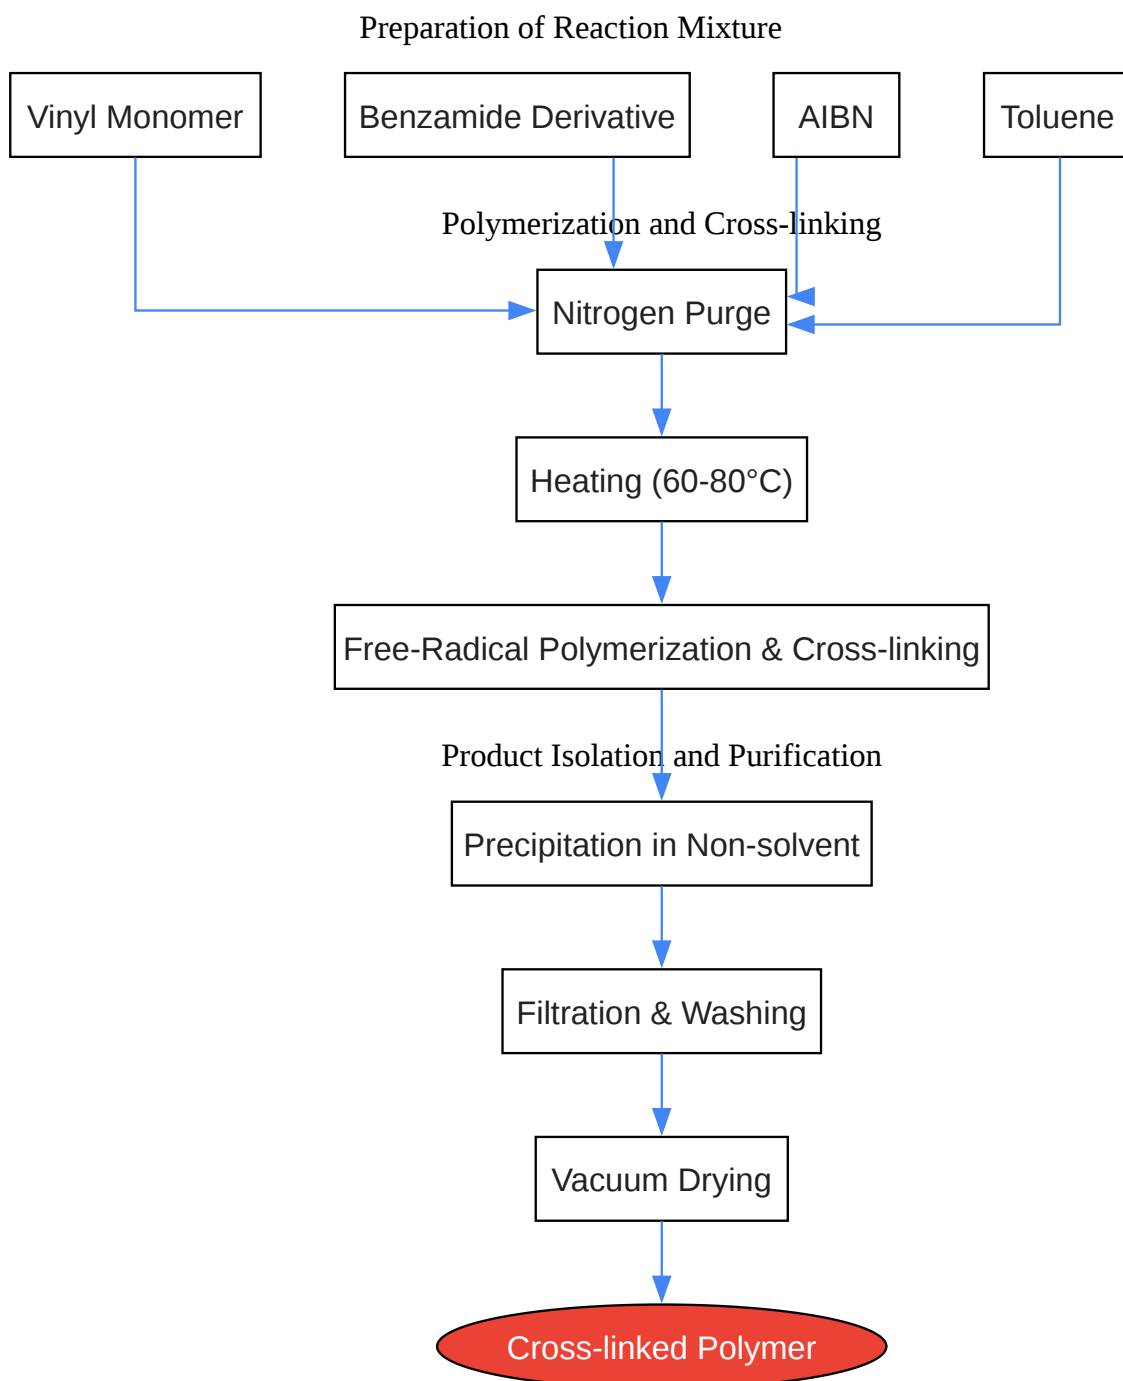 Preparation of Reaction Mixture
Vinyl Monomer
Benzamide Derivative
AIBN
Toluene
Polymerization and Cross-linking
Nitrogen Purge
Heating (60-80°C)
Free-Radical Polymerization & Cross-linking
Product Isolation and Purification
Precipitation in Non-solvent
Filtration & Washing
Vacuum Drying
Cross-linked Polymer